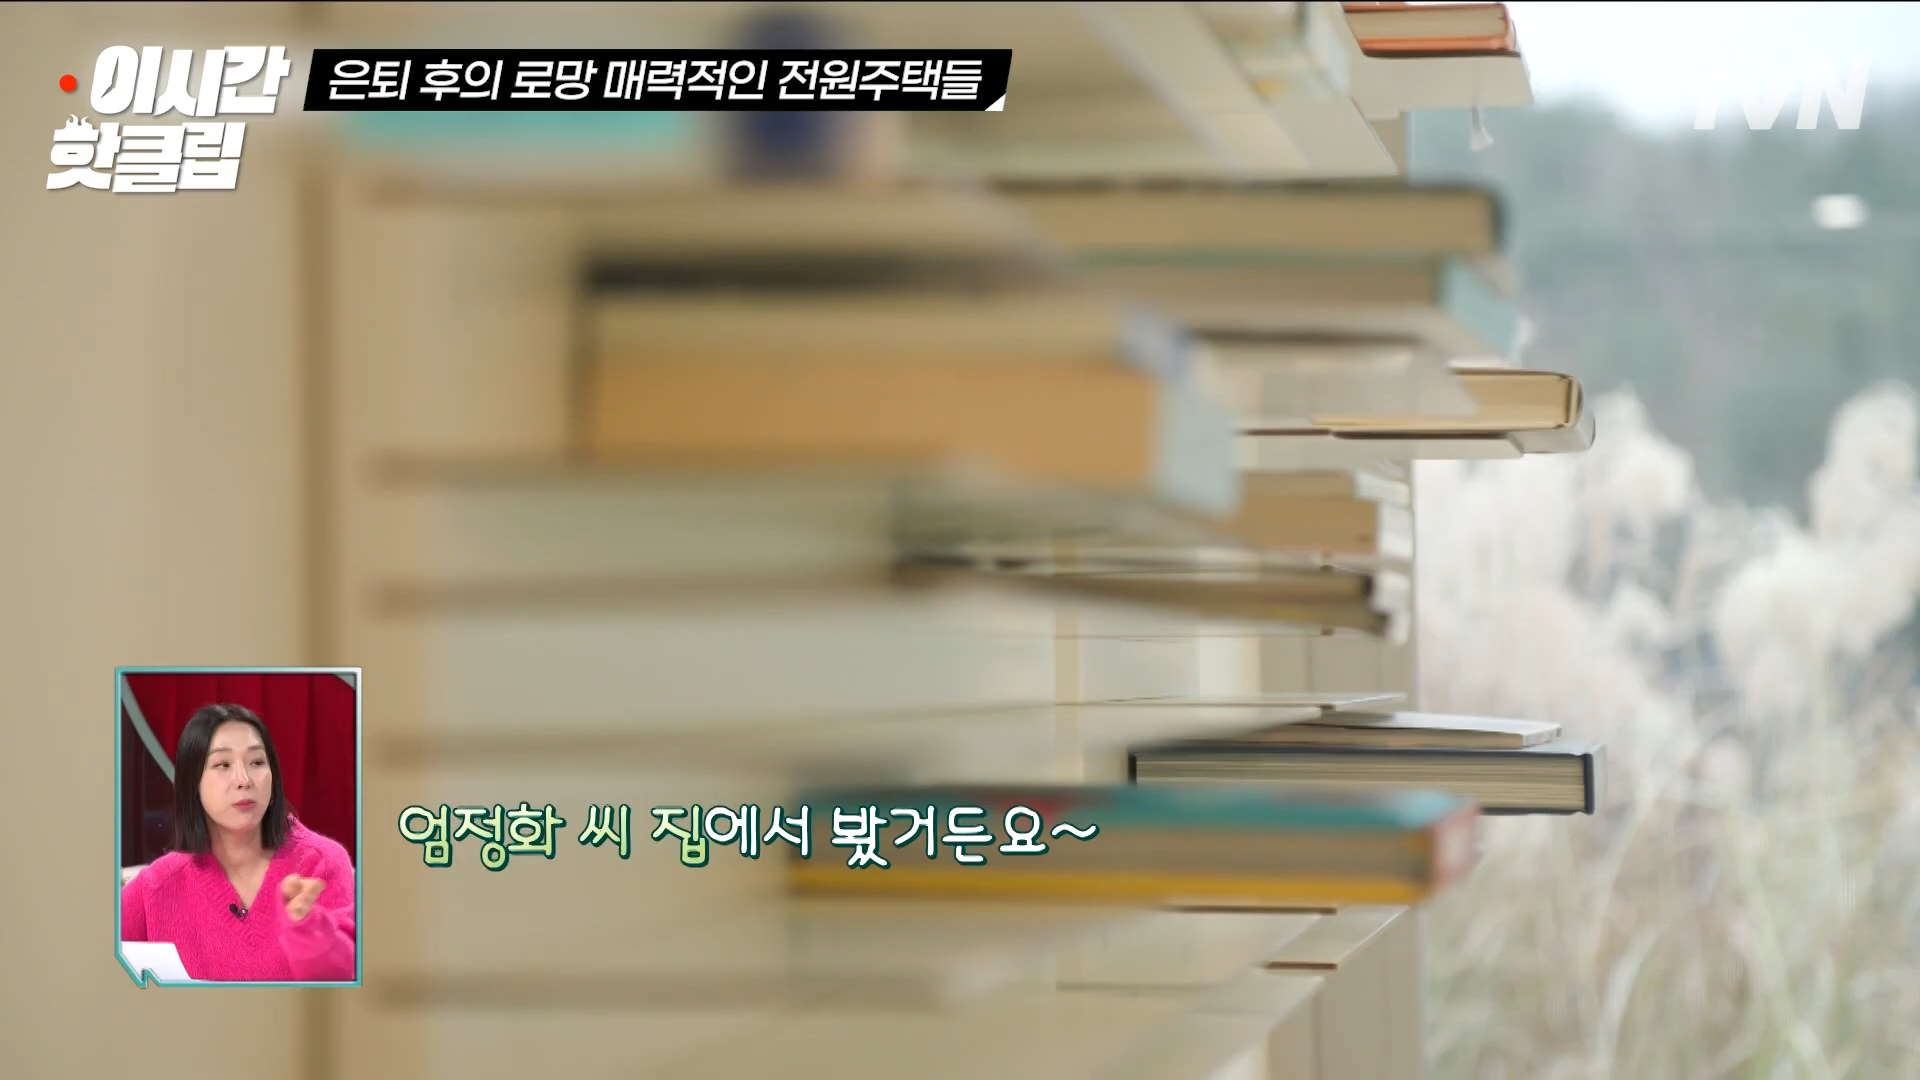 이시간
핫클립
은퇴 후의 로망 매력적인 전원주택들
tvN
엄정화 씨 집에서 봤거든요~